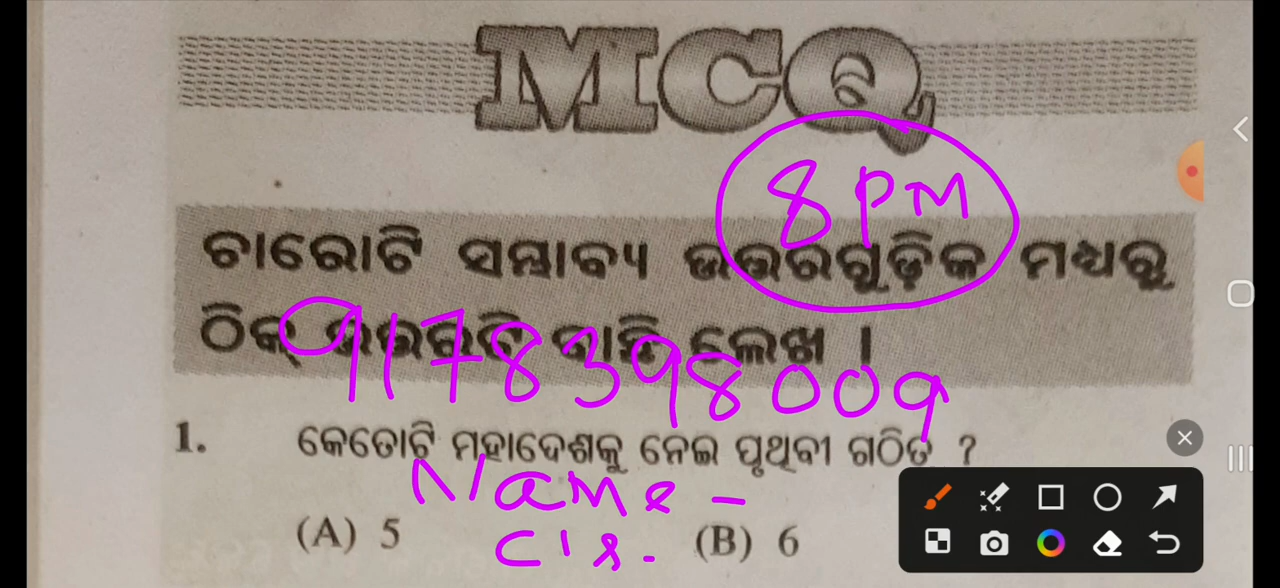 MCQ
8 PM
ଚାରୋଟି ସମ୍ଭାବ୍ୟ ଉତ୍ତରଗୁଡ଼ିକ ମଧ୍ୟରୁ
ଠିକ୍ ଉତ୍ତରଟି ବାଛି ଲେଖ ।
9178398009
1. କେତୋଟି ମହାଦେଶକୁ ନେଇ ପୃଥିବୀ ଗଠିତ ?
Name -
(A) 5 (B) 6